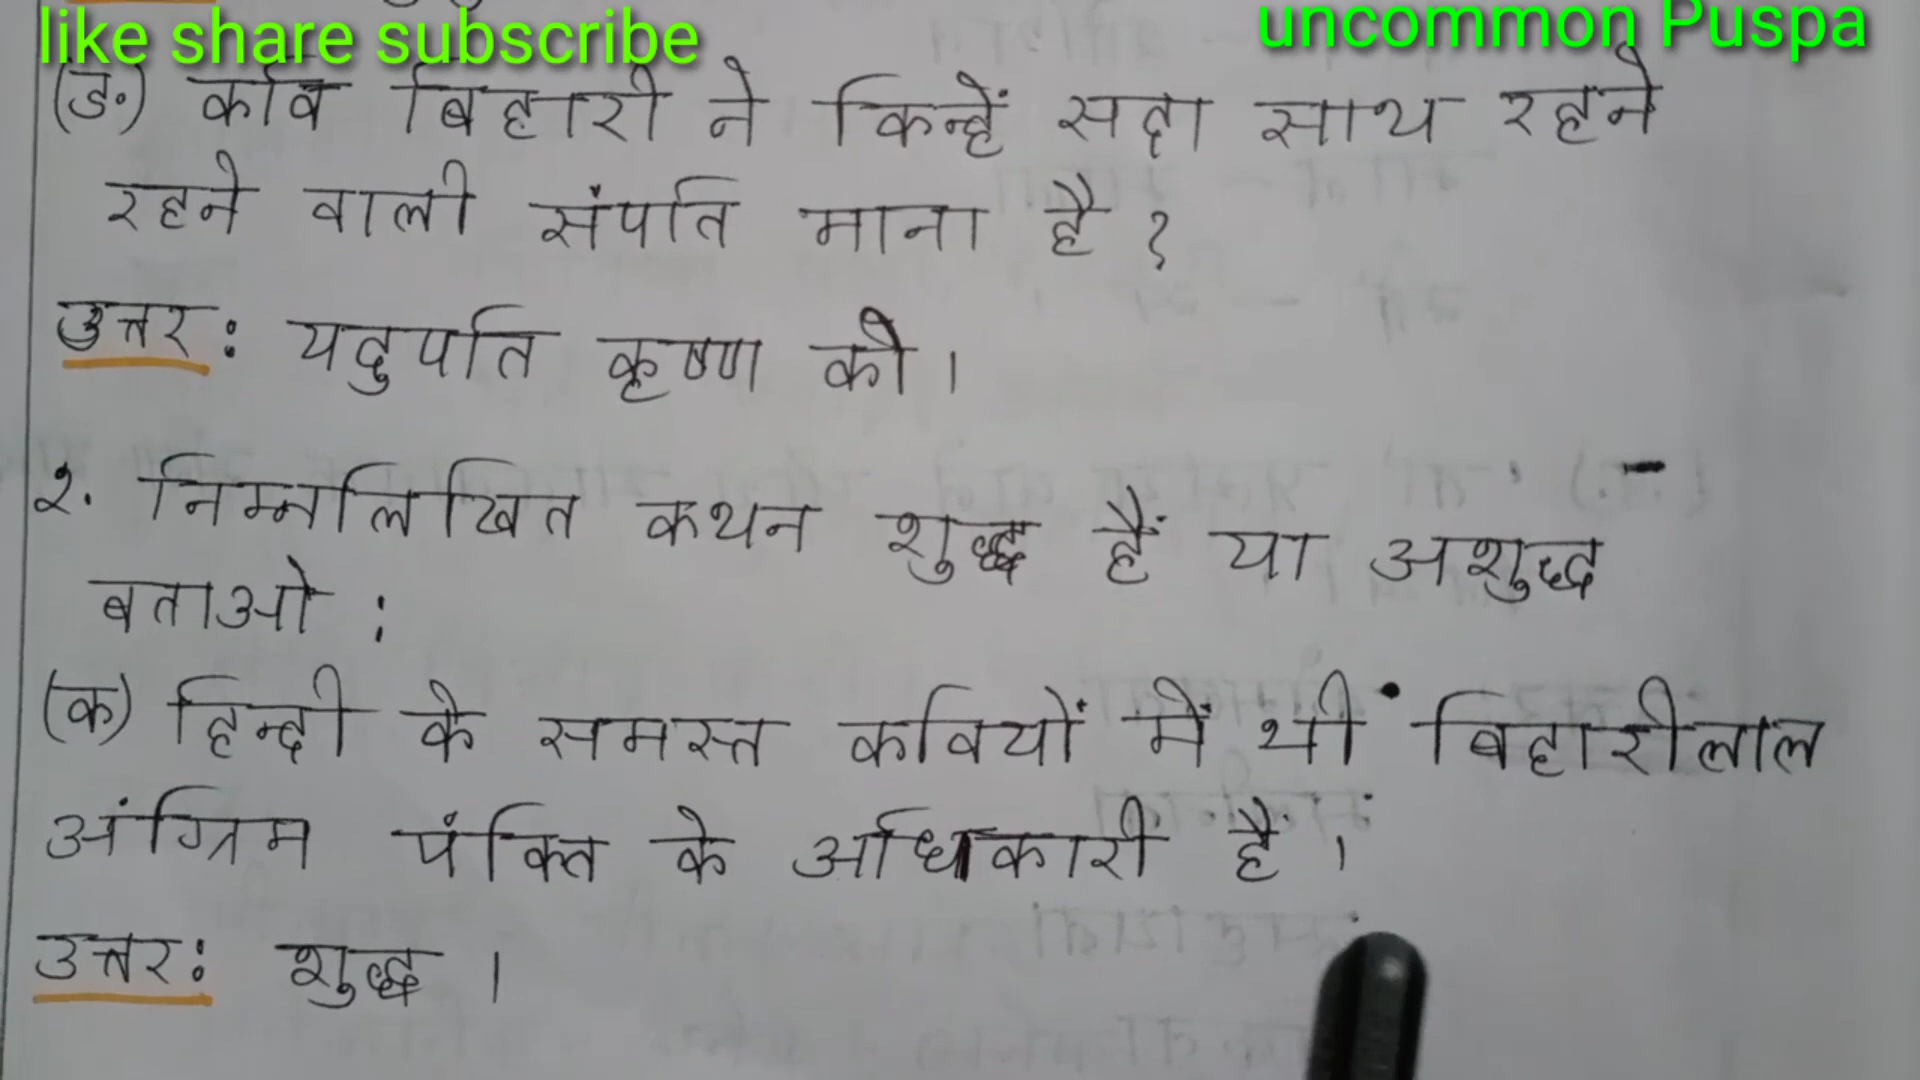 like share subscribe
uncommon Puspa
(ङ) कवि बिहारी ने किन्हें सदा साथ रहने
रहने वाली संपति माना है?
उत्तर: यदुपति कृष्ण को।
२. निम्नलिखित कथन शुद्ध हैं या अशुद्ध
बताओ :
(क) हिन्दी के समस्त कवियों में भी बिहारीलाल
अंग्रिम पंक्ति के अधिकारी हैं।
उत्तर: शुद्ध।